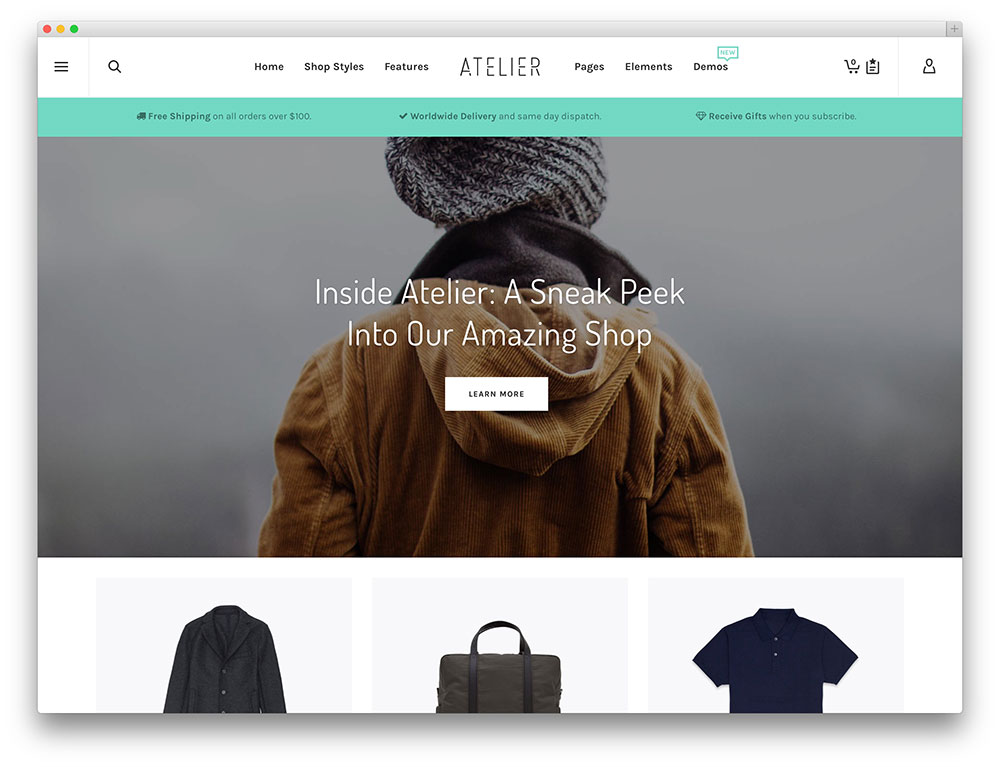 Home Shop Styles Features ATELIER Pages Elements Demos NEW 0
Free Shipping on all orders over $100. Worldwide Delivery and same day dispatch. Receive Gifts when you subscribe.
Inside Atelier: A Sneak Peek
Into Our Amazing Shop
LEARN MORE